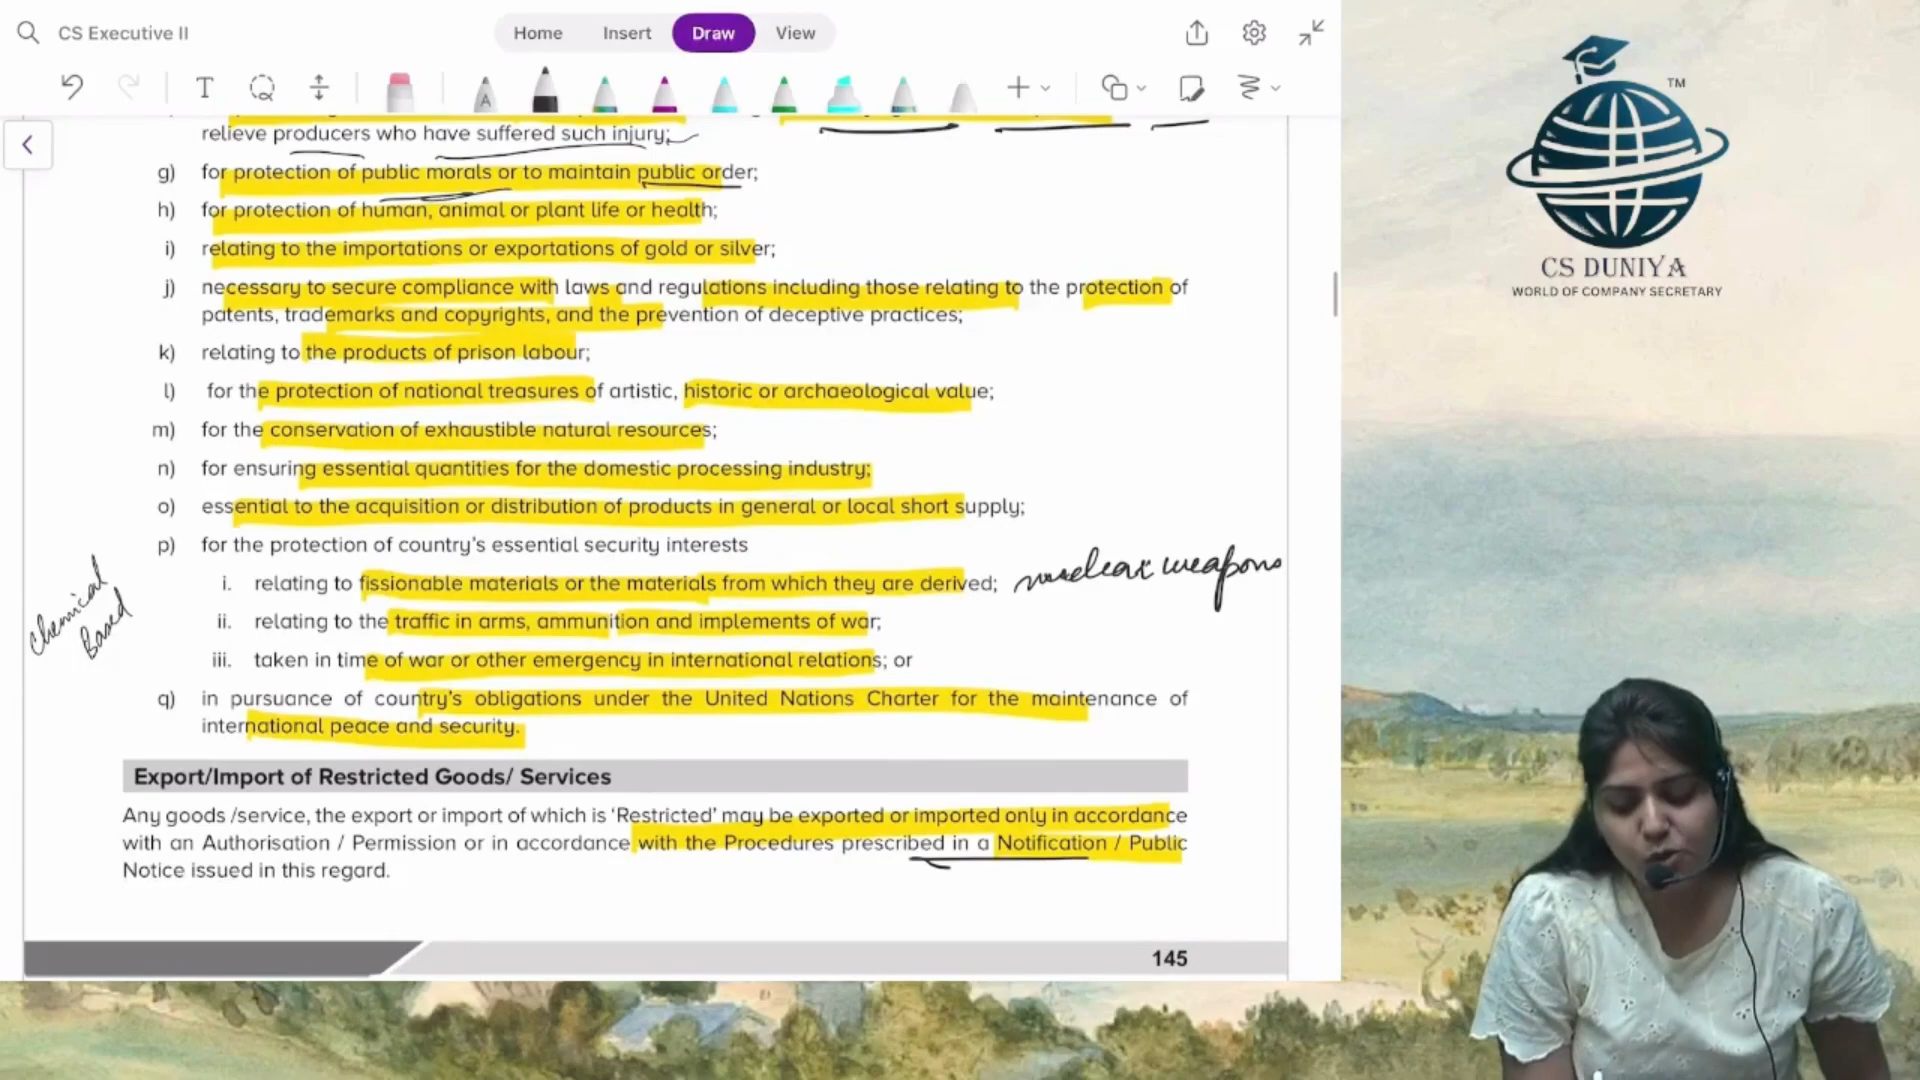 CS Executive II
Home Insert Draw View
TM
relieve producers who have suffered such injury;
g) for protection of public morals or to maintain public order;
h) for protection of human, animal or plant life or health;
i) relating to the importations or exportations of gold or silver;
j) necessary to secure compliance with laws and regulations including those relating to the protection of
patents, trademarks and copyrights, and the prevention of deceptive practices;
k) relating to the products of prison labour;
l) for the protection of national treasures of artistic, historic or archaeological value;
m) for the conservation of exhaustible natural resources;
n) for ensuring essential quantities for the domestic processing industry;
o) essential to the acquisition or distribution of products in general or local short supply;
p) for the protection of country's essential security interests
i. relating to fissionable materials or the materials from which they are derived; nuclear weapons
ii. relating to the traffic in arms, ammunition and implements of war;
iii. taken in time of war or other emergency in international relations; or
chemical
Based
q) in pursuance of country's obligations under the United Nations Charter for the maintenance of
international peace and security.
Export/Import of Restricted Goods/ Services
Any goods /service, the export or import of which is ‘Restricted’ may be exported or imported only in accordance
with an Authorisation / Permission or in accordance with the Procedures prescribed in a Notification / Public
Notice issued in this regard.
145
CS DUNIYA
WORLD OF COMPANY SECRETARY